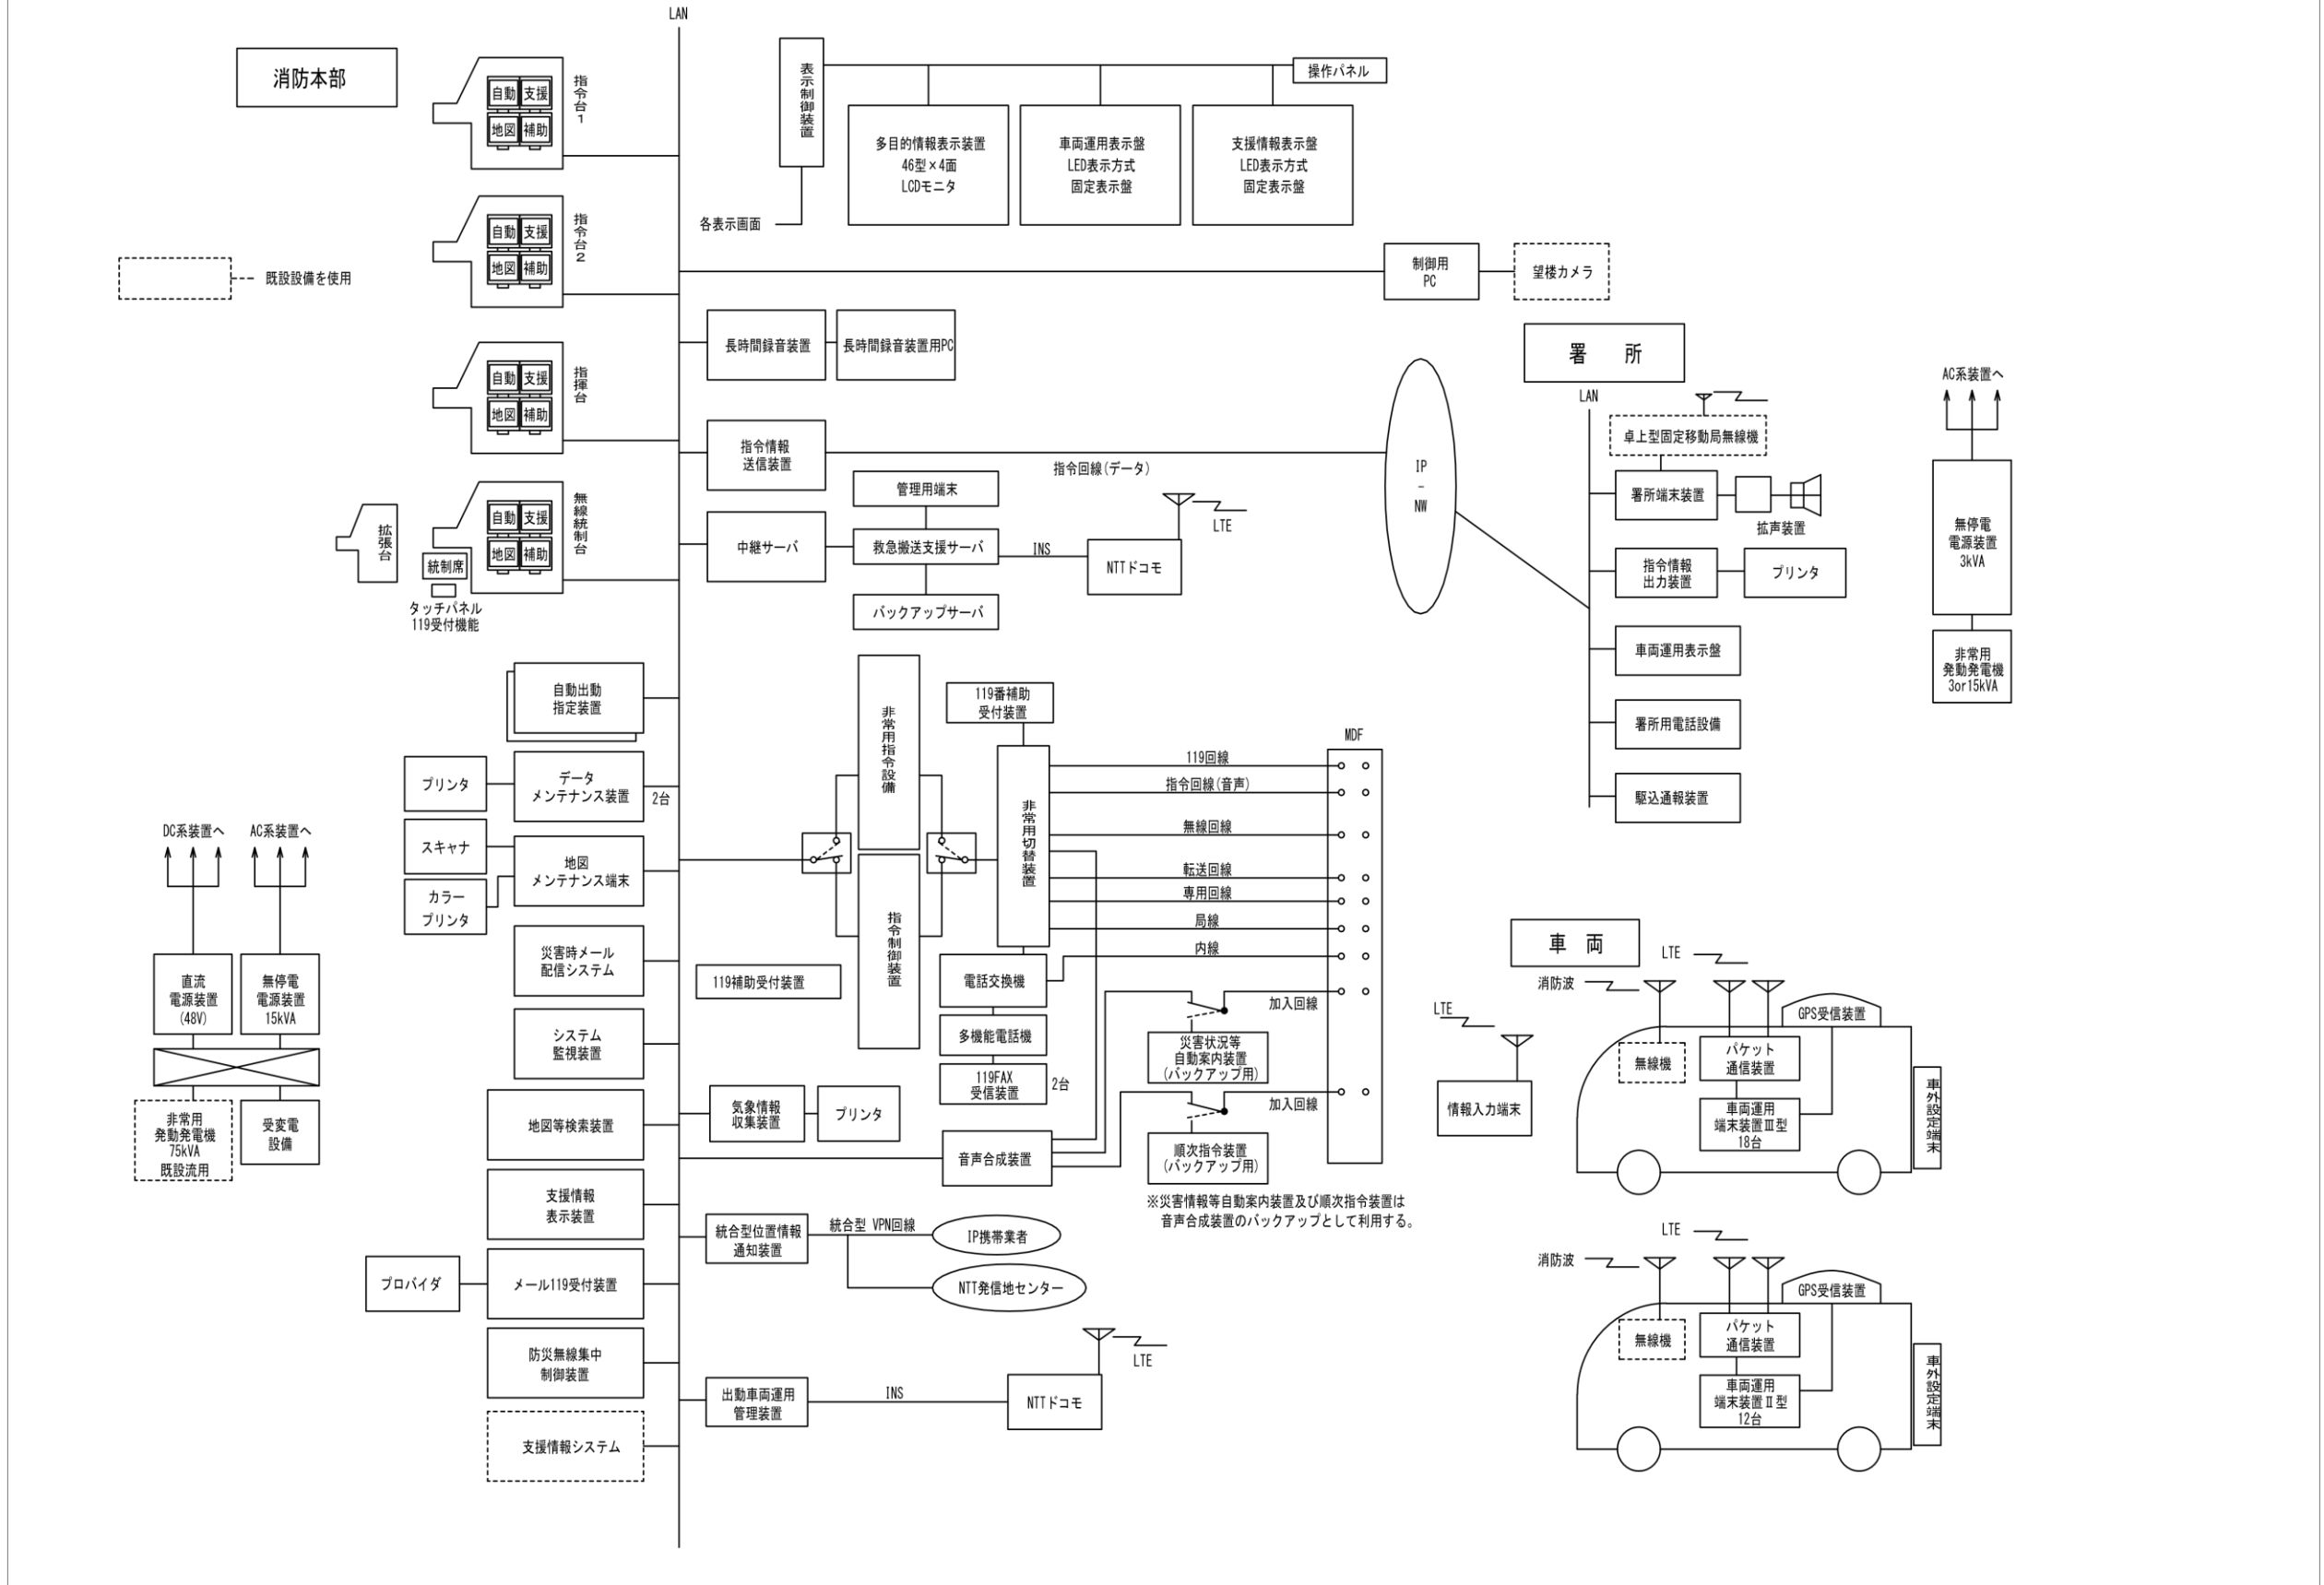 LAN
消防本部
自動 支援
地図 補助
指令台1
自動 支援
地図 補助
指令台2
既設設備を使用
自動 支援
地図 補助
指揮台
拡張台
自動 支援
地図 補助
無線統制台
統制席
タッチパネル
119受付機能
表示制御装置
操作パネル
多目的情報表示装置
46型×4面
LCDモニタ
車両運用表示盤
LED表示方式
固定表示盤
支援情報表示盤
LED表示方式
固定表示盤
各表示画面
制御用
PC
望楼カメラ
長時間録音装置
長時間録音装置用PC
指令情報
送信装置
指令回線(データ)
IP
-
NW
管理用端末
中継サーバ
救急搬送支援サーバ
INS
NTTドコモ
LTE
バックアップサーバ
署 所
LAN
卓上型固定移動局無線機
署所端末装置
拡声装置
指令情報
出力装置
プリンタ
車両運用表示盤
署所用電話設備
駆込通報装置
AC系装置へ
無停電
電源装置
3kVA
非常用
発動発電機
3or15kVA
自動出動
指定装置
プリンタ
データ
メンテナンス装置
2台
スキャナ
地図
メンテナンス端末
カラー
プリンタ
災害時メール
配信システム
システム
監視装置
地図等検索装置
支援情報
表示装置
プロバイダ
メール119受付装置
防災無線集中
制御装置
支援情報システム
DC系装置へ
AC系装置へ
直流
電源装置
(48V)
無停電
電源装置
15kVA
非常用
発動発電機
75kVA
既設流用
受変電
設備
非常用指令設備
指令制御装置
119番補助
受付装置
非常用切替装置
MDF
119回線
指令回線(音声)
無線回線
転送回線
専用回線
局線
内線
119補助受付装置
電話交換機
多機能電話機
119FAX
受信装置
2台
加入回線
災害状況等
自動案内装置
(バックアップ用)
加入回線
順次指令装置
(バックアップ用)
気象情報
収集装置
プリンタ
音声合成装置
※災害情報等自動案内装置及び順次指令装置は
音声合成装置のバックアップとして利用する。
統合型位置情報
通知装置
統合型 VPN回線
IP携帯業者
NTT発信地センター
出動車両運用
管理装置
INS
NTTドコモ
LTE
車 両
LTE
情報入力端末
消防波
LTE
GPS受信装置
無線機
パケット
通信装置
車両運用
端末装置Ⅲ型
18台
車外設定端末
消防波
LTE
GPS受信装置
無線機
パケット
通信装置
車両運用
端末装置Ⅱ型
12台
車外設定端末